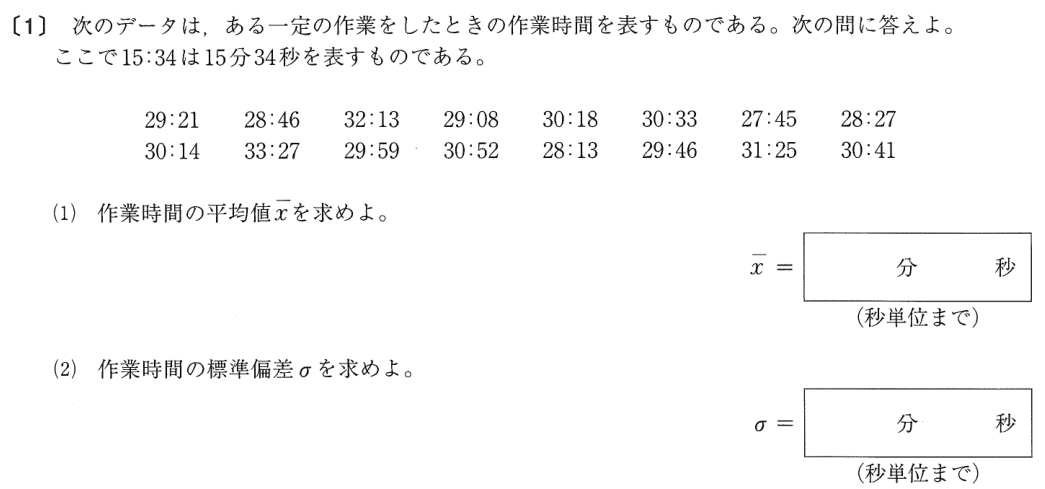 〔1〕 次のデータは，ある一定の作業をしたときの作業時間を表すものである。次の問に答えよ。
ここで15:34は15分34秒を表すものである。
29:21 28:46 32:13 29:08 30:18 30:33 27:45 28:27
30:14 33:27 29:59 30:52 28:13 29:46 31:25 30:41
(1) 作業時間の平均値x̅を求めよ。
x̅ = 分 秒
(秒単位まで)
(2) 作業時間の標準偏差σを求めよ。
σ = 分 秒
(秒単位まで)